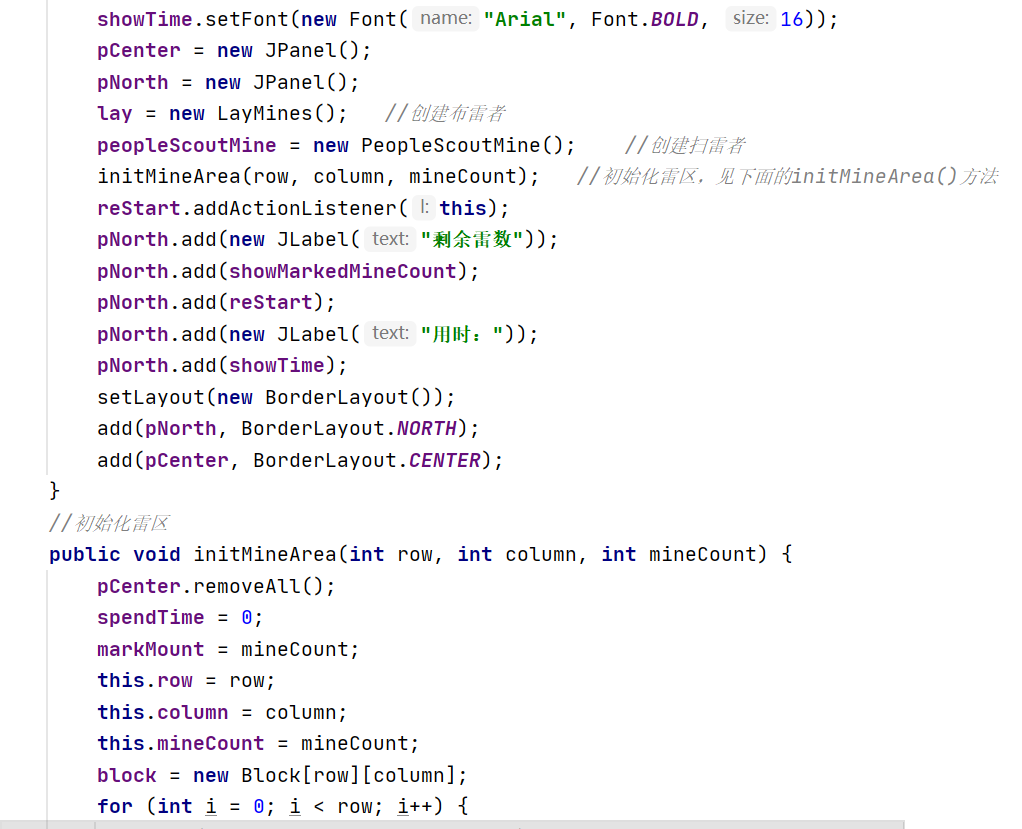 showTime.setFont(new Font( name: "Arial", Font.BOLD, size: 16));
pCenter = new JPanel();
pNorth = new JPanel();
lay = new LayMines();   //创建布雷者
peopleScoutMine = new PeopleScoutMine();    //创建扫雷者
initMineArea(row, column, mineCount);   //初始化雷区，见下面的initMineArea()方法
reStart.addActionListener( l: this);
pNorth.add(new JLabel( text: "剩余雷数"));
pNorth.add(showMarkedMineCount);
pNorth.add(reStart);
pNorth.add(new JLabel( text: "用时："));
pNorth.add(showTime);
setLayout(new BorderLayout());
add(pNorth, BorderLayout.NORTH);
add(pCenter, BorderLayout.CENTER);
}
//初始化雷区
public void initMineArea(int row, int column, int mineCount) {
pCenter.removeAll();
spendTime = 0;
markMount = mineCount;
this.row = row;
this.column = column;
this.mineCount = mineCount;
block = new Block[row][column];
for (int i = 0; i < row; i++) {